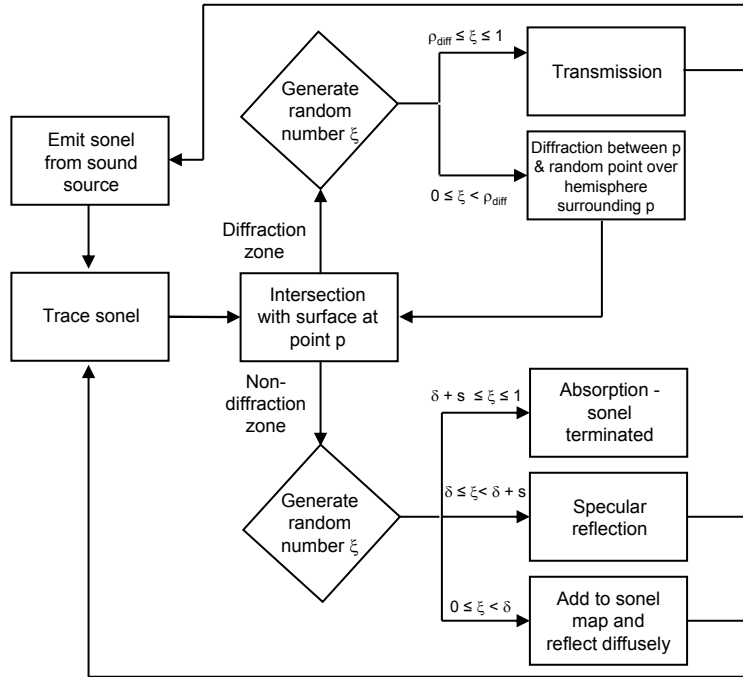 ρdiff ≤ ξ ≤ 1
Generate
random
number ξ
Transmission
Emit sonel
from sound
source
Diffraction between p
& random point over
hemisphere
surrounding p
0 ≤ ξ < ρdiff
Diffraction
zone
Trace sonel
Intersection
with surface at
point p
Non-
diffraction
zone
δ + s ≤ ξ ≤ 1
Absorption -
sonel
terminated
Generate
random
number ξ
δ ≤ ξ< δ + s
Specular
reflection
0 ≤ ξ < δ
Add to sonel
map and
reflect diffusely